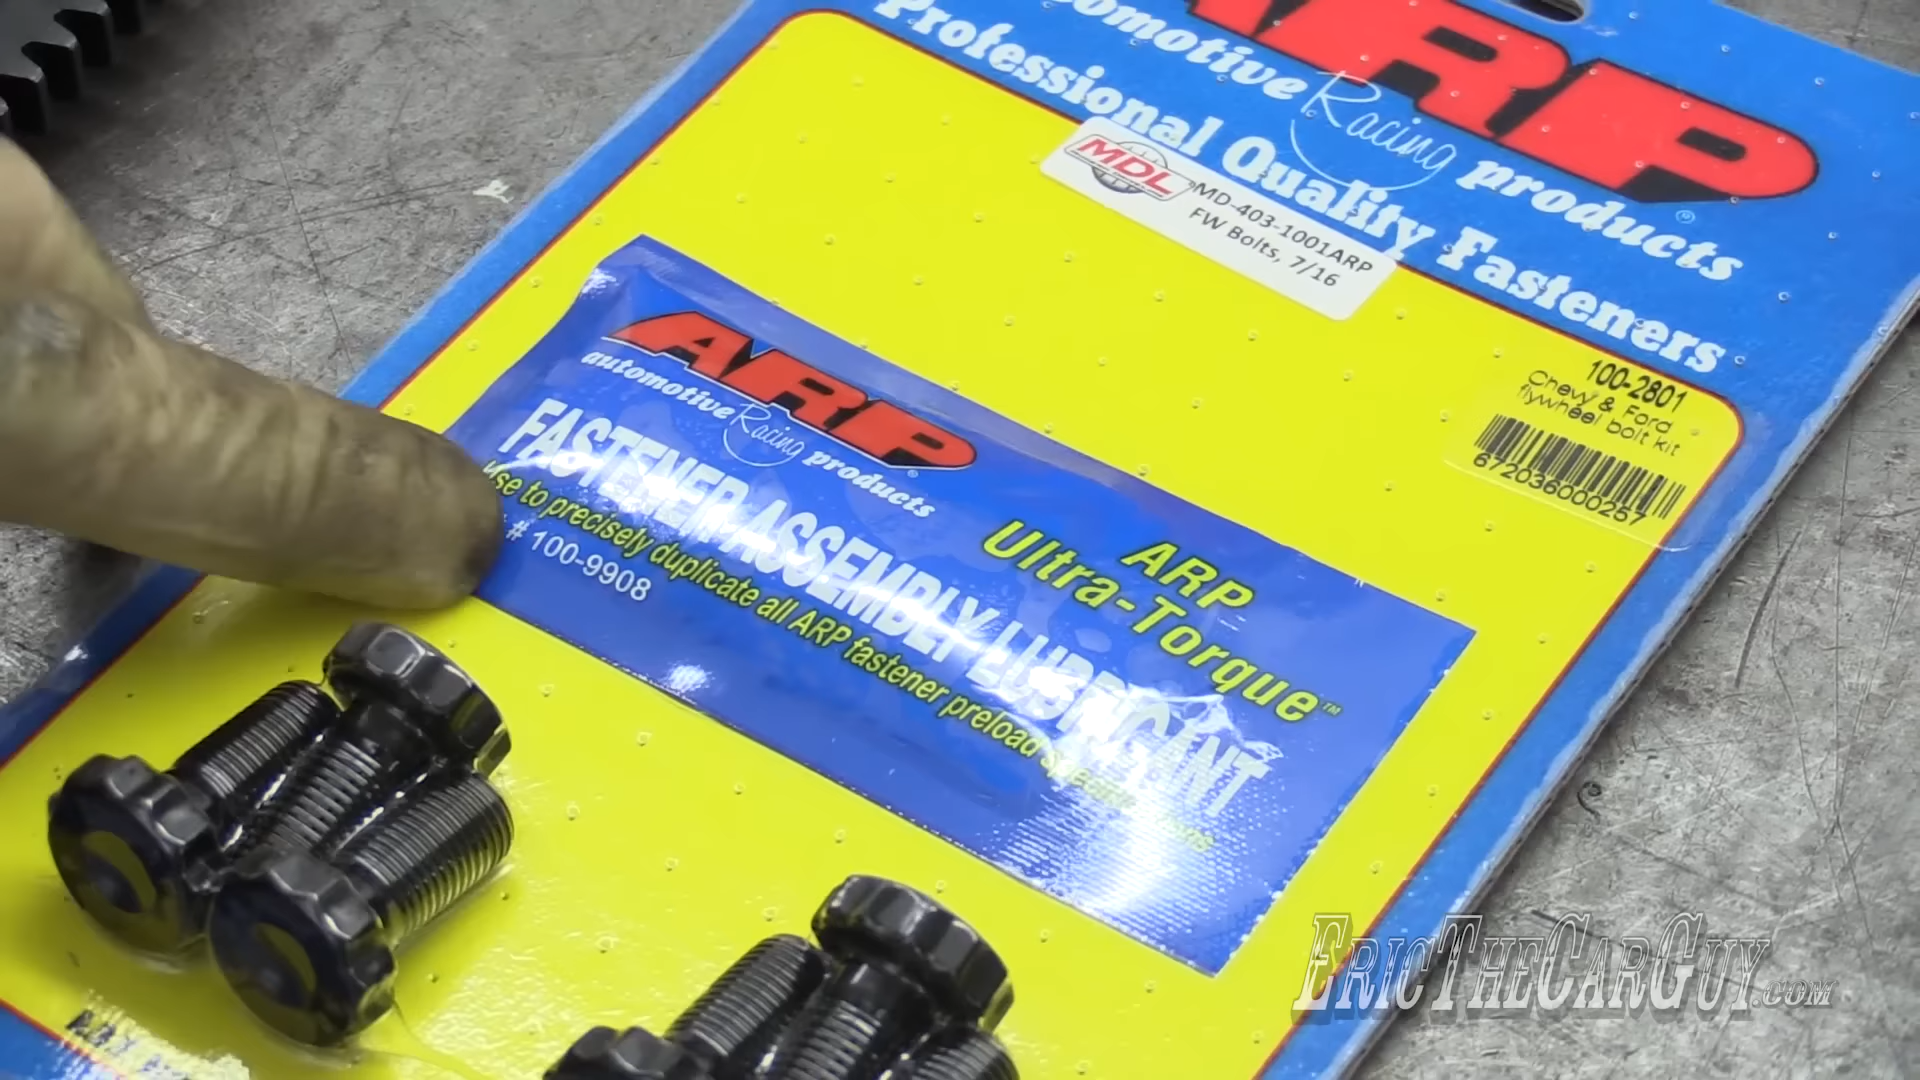 ARP
automotive Racing products
Professional Quality Fasteners
MDL
MD-403-1001ARP
FW Bolts, 7/16
100-2801
Chevy & Ford
flywheel bolt kit
672036000257
ARP
automotive Racing products
FASTENER ASSEMBLY LUBRICANT
Use to precisely duplicate all ARP fastener preload specifications
# 100-9908
ARP
Ultra-Torque™
ERICTHECARGUY.COM